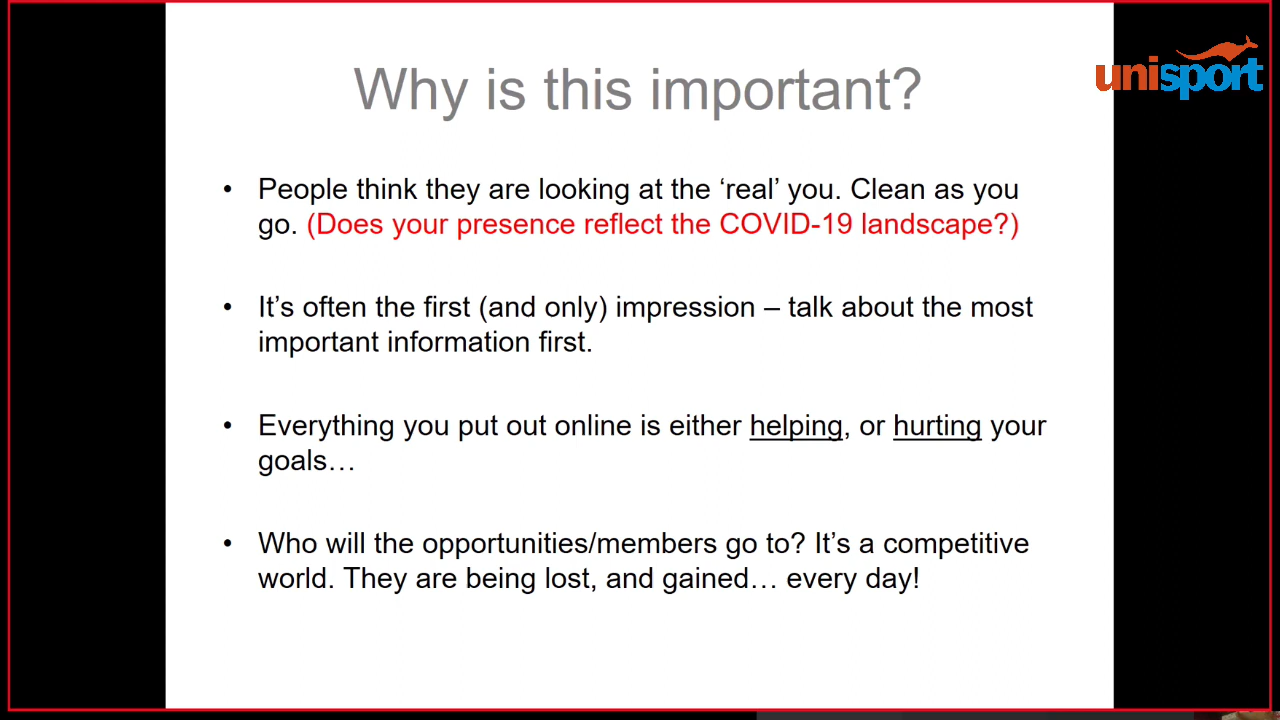 Why is this important?
unisport
• People think they are looking at the ‘real’ you. Clean as you
go. (Does your presence reflect the COVID-19 landscape?)
• It’s often the first (and only) impression – talk about the most
important information first.
• Everything you put out online is either helping, or hurting your
goals…
• Who will the opportunities/members go to? It’s a competitive
world. They are being lost, and gained… every day!